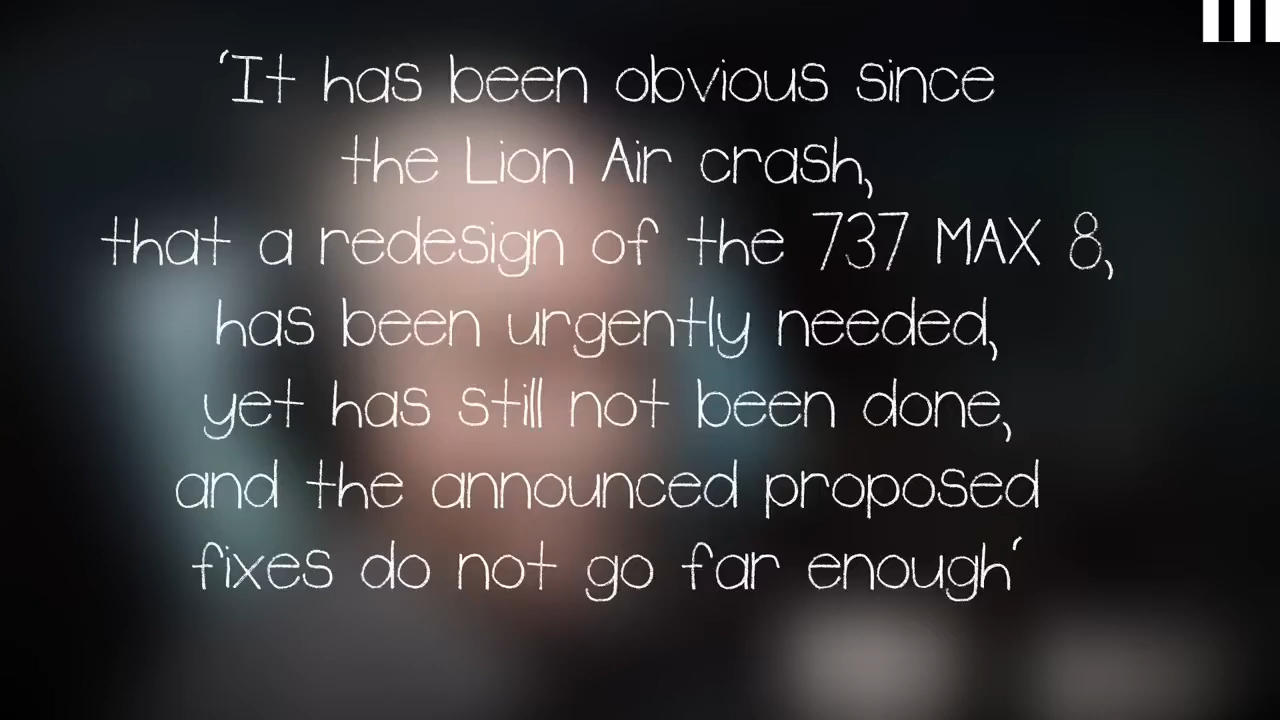 ‘It has been obvious since
the Lion Air crash,
that a redesign of the 737 MAX 8,
has been urgently needed,
yet has still not been done,
and the announced proposed
fixes do not go far enough‘